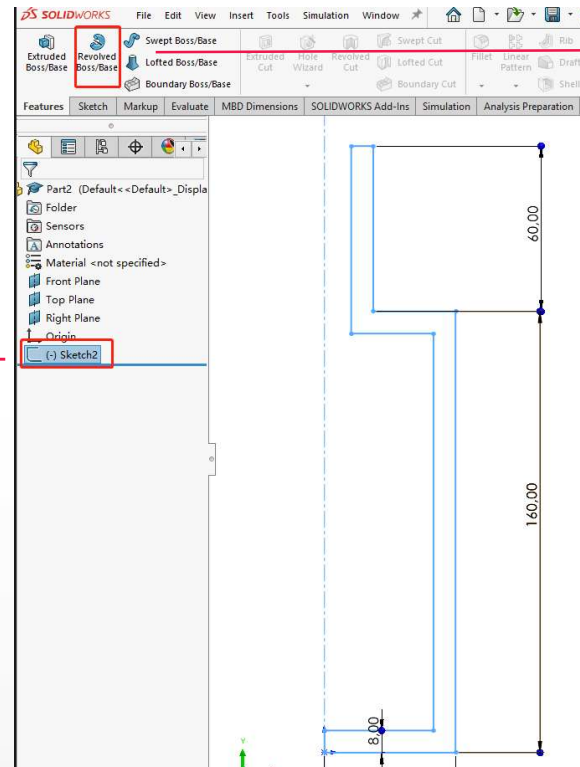 SOLIDWORKS File Edit View Insert Tools Simulation Window
Extruded Boss/Base
Revolved Boss/Base
Swept Boss/Base
Lofted Boss/Base
Boundary Boss/Base
Extruded Cut
Hole Wizard
Revolved Cut
Swept Cut
Lofted Cut
Boundary Cut
Fillet
Linear Pattern
Rib
Draft
Shell
Features Sketch Markup Evaluate MBD Dimensions SOLIDWORKS Add-Ins Simulation Analysis Preparation
Part2 (Default<<Default>_Displa
Folder
Sensors
Annotations
Material <not specified>
Front Plane
Top Plane
Right Plane
Origin
(-) Sketch2
60,00
160,00
8,00
Y